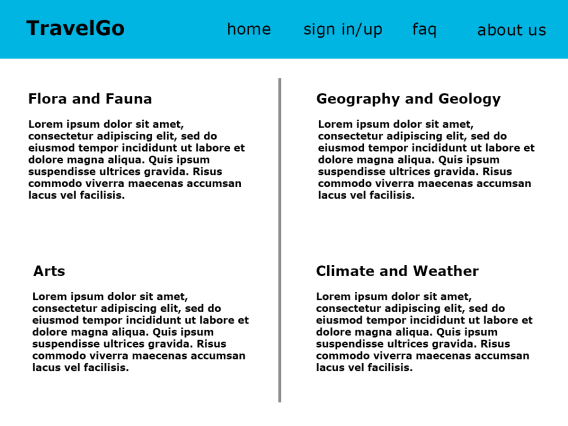 TravelGo
home sign in/up faq about us
Flora and Fauna
Lorem ipsum dolor sit amet,
consectetur adipiscing elit, sed do
eiusmod tempor incididunt ut labore et
dolore magna aliqua. Quis ipsum
suspendisse ultrices gravida. Risus
commodo viverra maecenas accumsan
lacus vel facilisis.
Geography and Geology
Lorem ipsum dolor sit amet,
consectetur adipiscing elit, sed do
eiusmod tempor incididunt ut labore et
dolore magna aliqua. Quis ipsum
suspendisse ultrices gravida. Risus
commodo viverra maecenas accumsan
lacus vel facilisis.
Arts
Lorem ipsum dolor sit amet,
consectetur adipiscing elit, sed do
eiusmod tempor incididunt ut labore et
dolore magna aliqua. Quis ipsum
suspendisse ultrices gravida. Risus
commodo viverra maecenas accumsan
lacus vel facilisis.
Climate and Weather
Lorem ipsum dolor sit amet,
consectetur adipiscing elit, sed do
eiusmod tempor incididunt ut labore et
dolore magna aliqua. Quis ipsum
suspendisse ultrices gravida. Risus
commodo viverra maecenas accumsan
lacus vel facilisis.